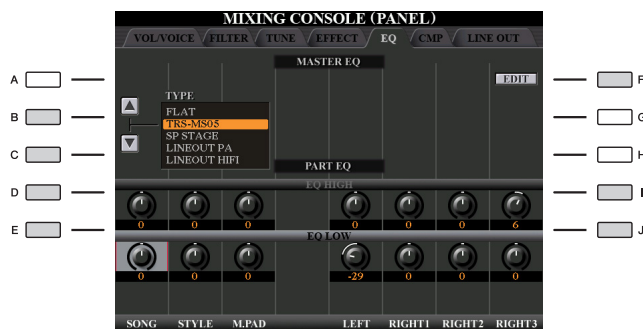 MIXING CONSOLE (PANEL)
VOL/VOICE FILTER TUNE EFFECT EQ CMP LINE OUT
MASTER EQ
A
F
EDIT
TYPE
B
G
FLAT
TRS-MS05
SP STAGE
LINEOUT PA
LINEOUT HIFI
C
H
PART EQ
EQ HIGH
D
I
0 0 0 0 0 0 6
E
J
EQ LOW
0 0 0 -29 0 0 0
SONG STYLE M.PAD LEFT RIGHT1 RIGHT2 RIGHT3